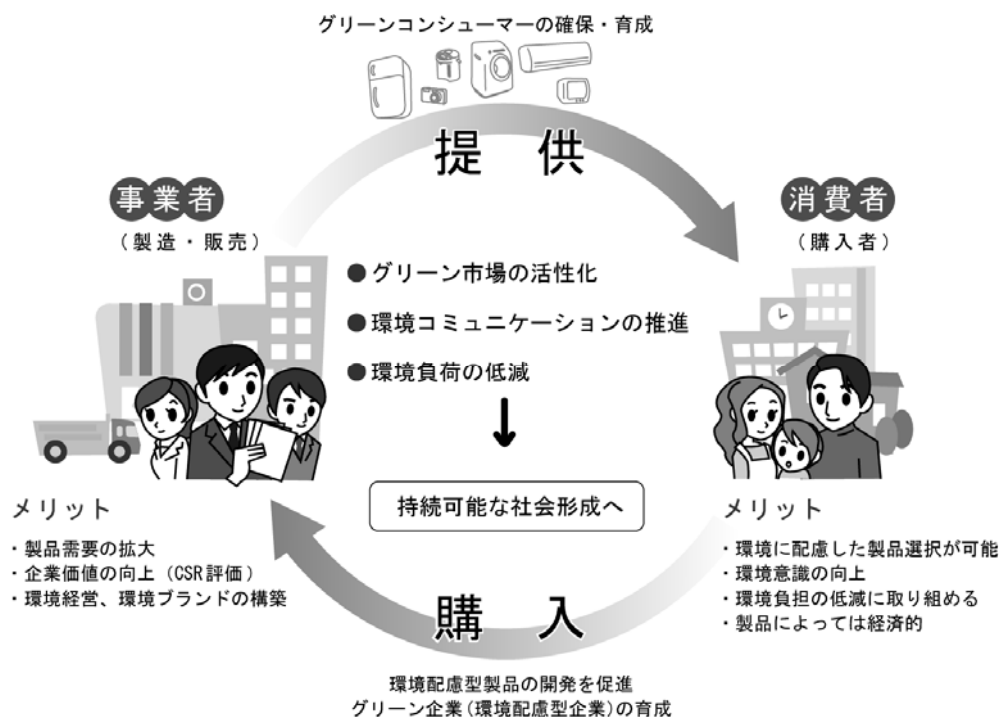 グリーンコンシューマーの確保・育成
提供
事業者
（製造・販売）
消費者
（購入者）
●グリーン市場の活性化
●環境コミュニケーションの推進
●環境負荷の低減
持続可能な社会形成へ
メリット
・製品需要の拡大
・企業価値の向上（CSR評価）
・環境経営、環境ブランドの構築
メリット
・環境に配慮した製品選択が可能
・環境意識の向上
・環境負担の低減に取り組める
・製品によっては経済的
購入
環境配慮型製品の開発を促進
グリーン企業（環境配慮型企業）の育成